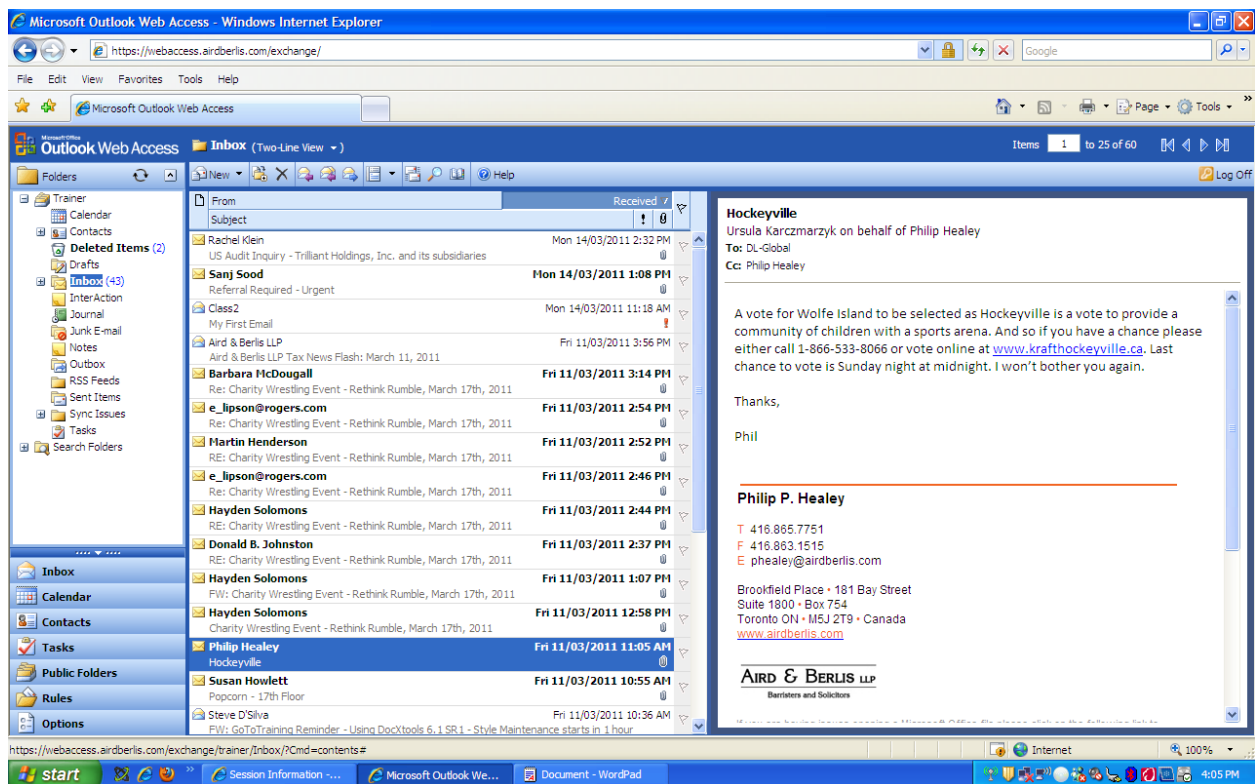 Microsoft Outlook Web Access - Windows Internet Explorer
https://webaccess.airdberlis.com/exchange/
Google
File Edit View Favorites Tools Help
Microsoft Outlook Web Access
Page Tools »
Microsoft Office
Outlook Web Access
Inbox (Two-Line View )
Items 1 to 25 of 60
Folders
New Help
Log Off
Trainer
Calendar
Contacts
Deleted Items (2)
Drafts
Inbox (43)
InterAction
Journal
Junk E-mail
Notes
Outbox
RSS Feeds
Sent Items
Sync Issues
Tasks
Search Folders
Inbox
Calendar
Contacts
Tasks
Public Folders
Rules
Options
From Received
Subject !
Rachel Klein Mon 14/03/2011 2:32 PM
US Audit Inquiry - Trilliant Holdings, Inc. and its subsidiaries
Sanj Sood Mon 14/03/2011 1:08 PM
Referral Required - Urgent
Class2 Mon 14/03/2011 11:18 AM
My First Email
Aird & Berlis LLP Fri 11/03/2011 3:56 PM
Aird & Berlis LLP Tax News Flash: March 11, 2011
Barbara McDougall Fri 11/03/2011 3:14 PM
Re: Charity Wrestling Event - Rethink Rumble, March 17th, 2011
e_lipson@rogers.com Fri 11/03/2011 2:54 PM
Re: Charity Wrestling Event - Rethink Rumble, March 17th, 2011
Martin Henderson Fri 11/03/2011 2:52 PM
RE: Charity Wrestling Event - Rethink Rumble, March 17th, 2011
e_lipson@rogers.com Fri 11/03/2011 2:46 PM
Re: Charity Wrestling Event - Rethink Rumble, March 17th, 2011
Hayden Solomons Fri 11/03/2011 2:44 PM
RE: Charity Wrestling Event - Rethink Rumble, March 17th, 2011
Donald B. Johnston Fri 11/03/2011 2:37 PM
RE: Charity Wrestling Event - Rethink Rumble, March 17th, 2011
Hayden Solomons Fri 11/03/2011 1:07 PM
FW: Charity Wrestling Event - Rethink Rumble, March 17th, 2011
Hayden Solomons Fri 11/03/2011 12:58 PM
Charity Wrestling Event - Rethink Rumble, March 17th, 2011
Philip Healey Fri 11/03/2011 11:05 AM
Hockeyville
Susan Howlett Fri 11/03/2011 10:55 AM
Popcorn - 17th Floor
Steve D'Silva Fri 11/03/2011 10:36 AM
FW: GoToTraining Reminder - Using DocXtools 6.1 SR1 - Style Maintenance starts in 1 hour
Hockeyville
Ursula Karczmarzyk on behalf of Philip Healey
To: DL-Global
Cc: Philip Healey
A vote for Wolfe Island to be selected as Hockeyville is a vote to provide a
community of children with a sports arena. And so if you have a chance please
either call 1-866-533-8066 or vote online at www.krafthockeyville.ca. Last
chance to vote is Sunday night at midnight. I won't bother you again.
Thanks,
Phil
Philip P. Healey
T 416.865.7751
F 416.863.1515
E phealey@airdberlis.com
Brookfield Place • 181 Bay Street
Suite 1800 • Box 754
Toronto ON • M5J 2T9 • Canada
www.airdberlis.com
AIRD & BERLIS LLP
Barristers and Solicitors
https://webaccess.airdberlis.com/exchange/trainer/Inbox/?Cmd=contents#
Internet 100%
start » Session Information -... Microsoft Outlook We... Document - WordPad 4:05 PM